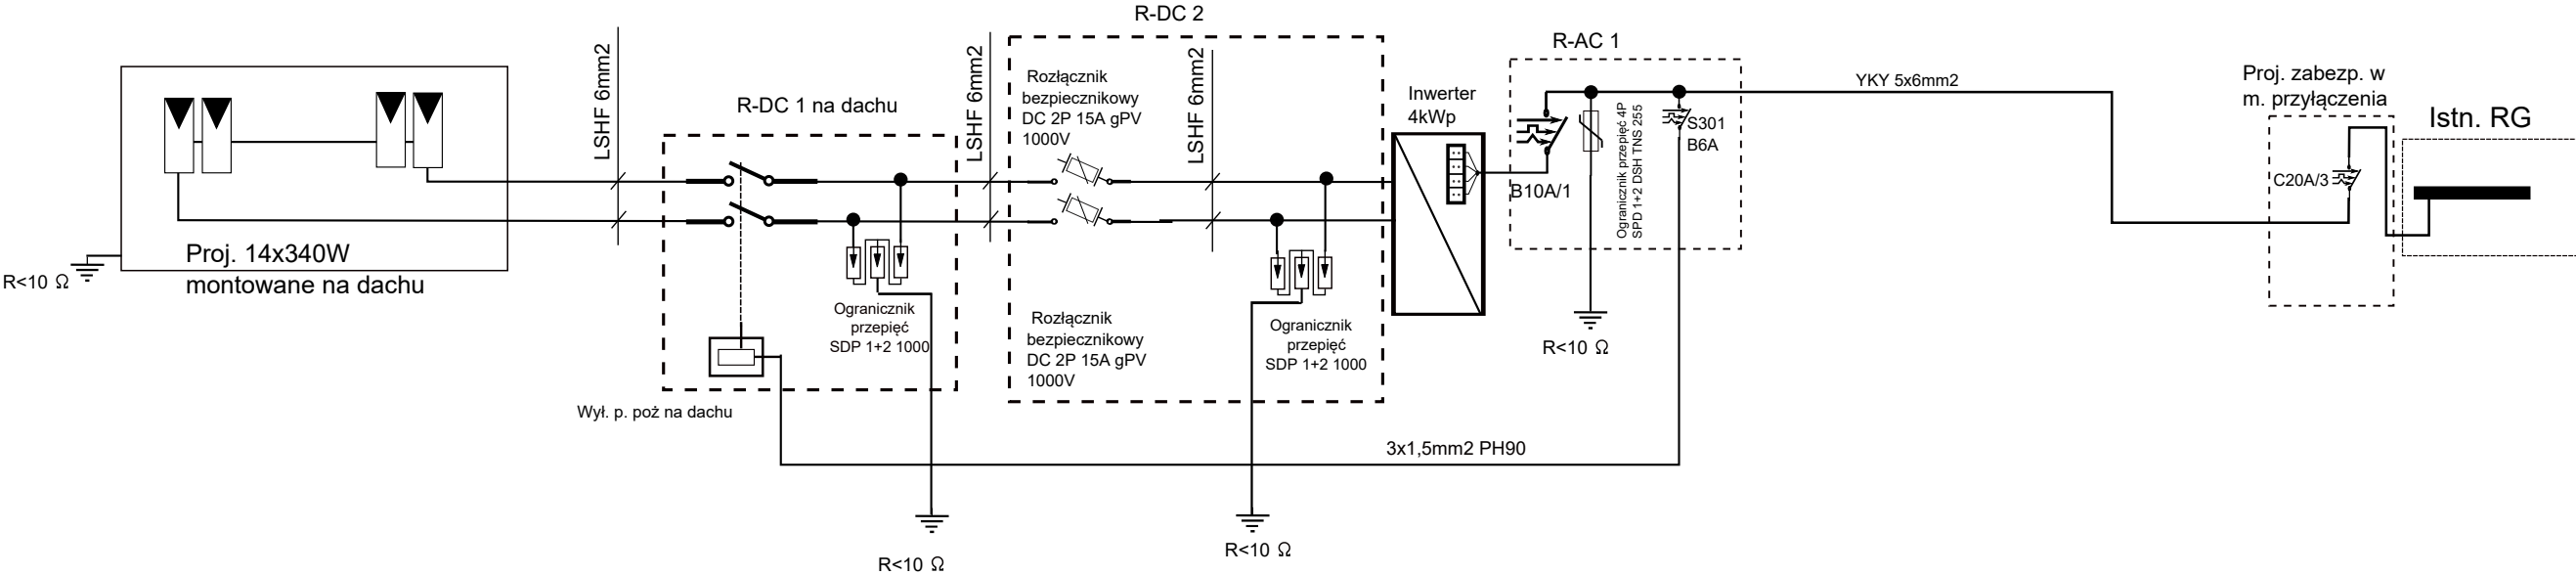 R-DC 2
R-AC 1
Proj. 14x340W
montowane na dachu
R<10 Ω
LSHF 6mm2
R-DC 1 na dachu
Ogranicznik
przepięć
SDP 1+2 1000
Wył. p. poż na dachu
R<10 Ω
LSHF 6mm2
Rozłącznik
bezpiecznikowy
DC 2P 15A gPV
1000V
LSHF 6mm2
Rozłącznik
bezpiecznikowy
DC 2P 15A gPV
1000V
Ogranicznik
przepięć
SDP 1+2 1000
R<10 Ω
Inwerter
4kWp
B10A/1
Ogranicznik przepięć 4P
SPD 1+2 DSH TNS 255
S301
B6A
R<10 Ω
3x1,5mm2 PH90
YKY 5x6mm2
Proj. zabezp. w
m. przyłączenia
C20A/3
Istn. RG